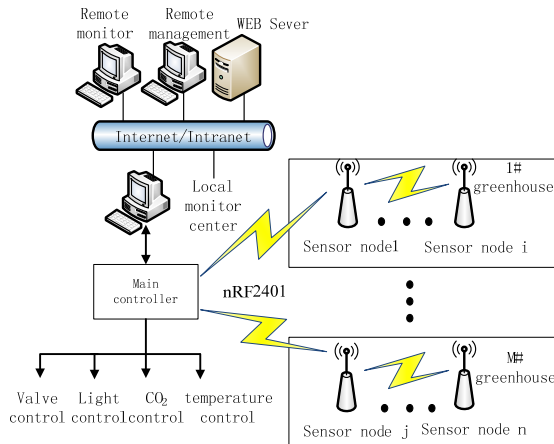 Remote
monitor
Remote
management
WEB Sever
Internet/Intranet
Local
monitor
center
1#
greenhouse
Sensor node1
Sensor node i
Main
controller
nRF2401
M#
greenhouse
Sensor node j
Sensor node n
Valve
control
Light
control
CO2
control
temperature
control